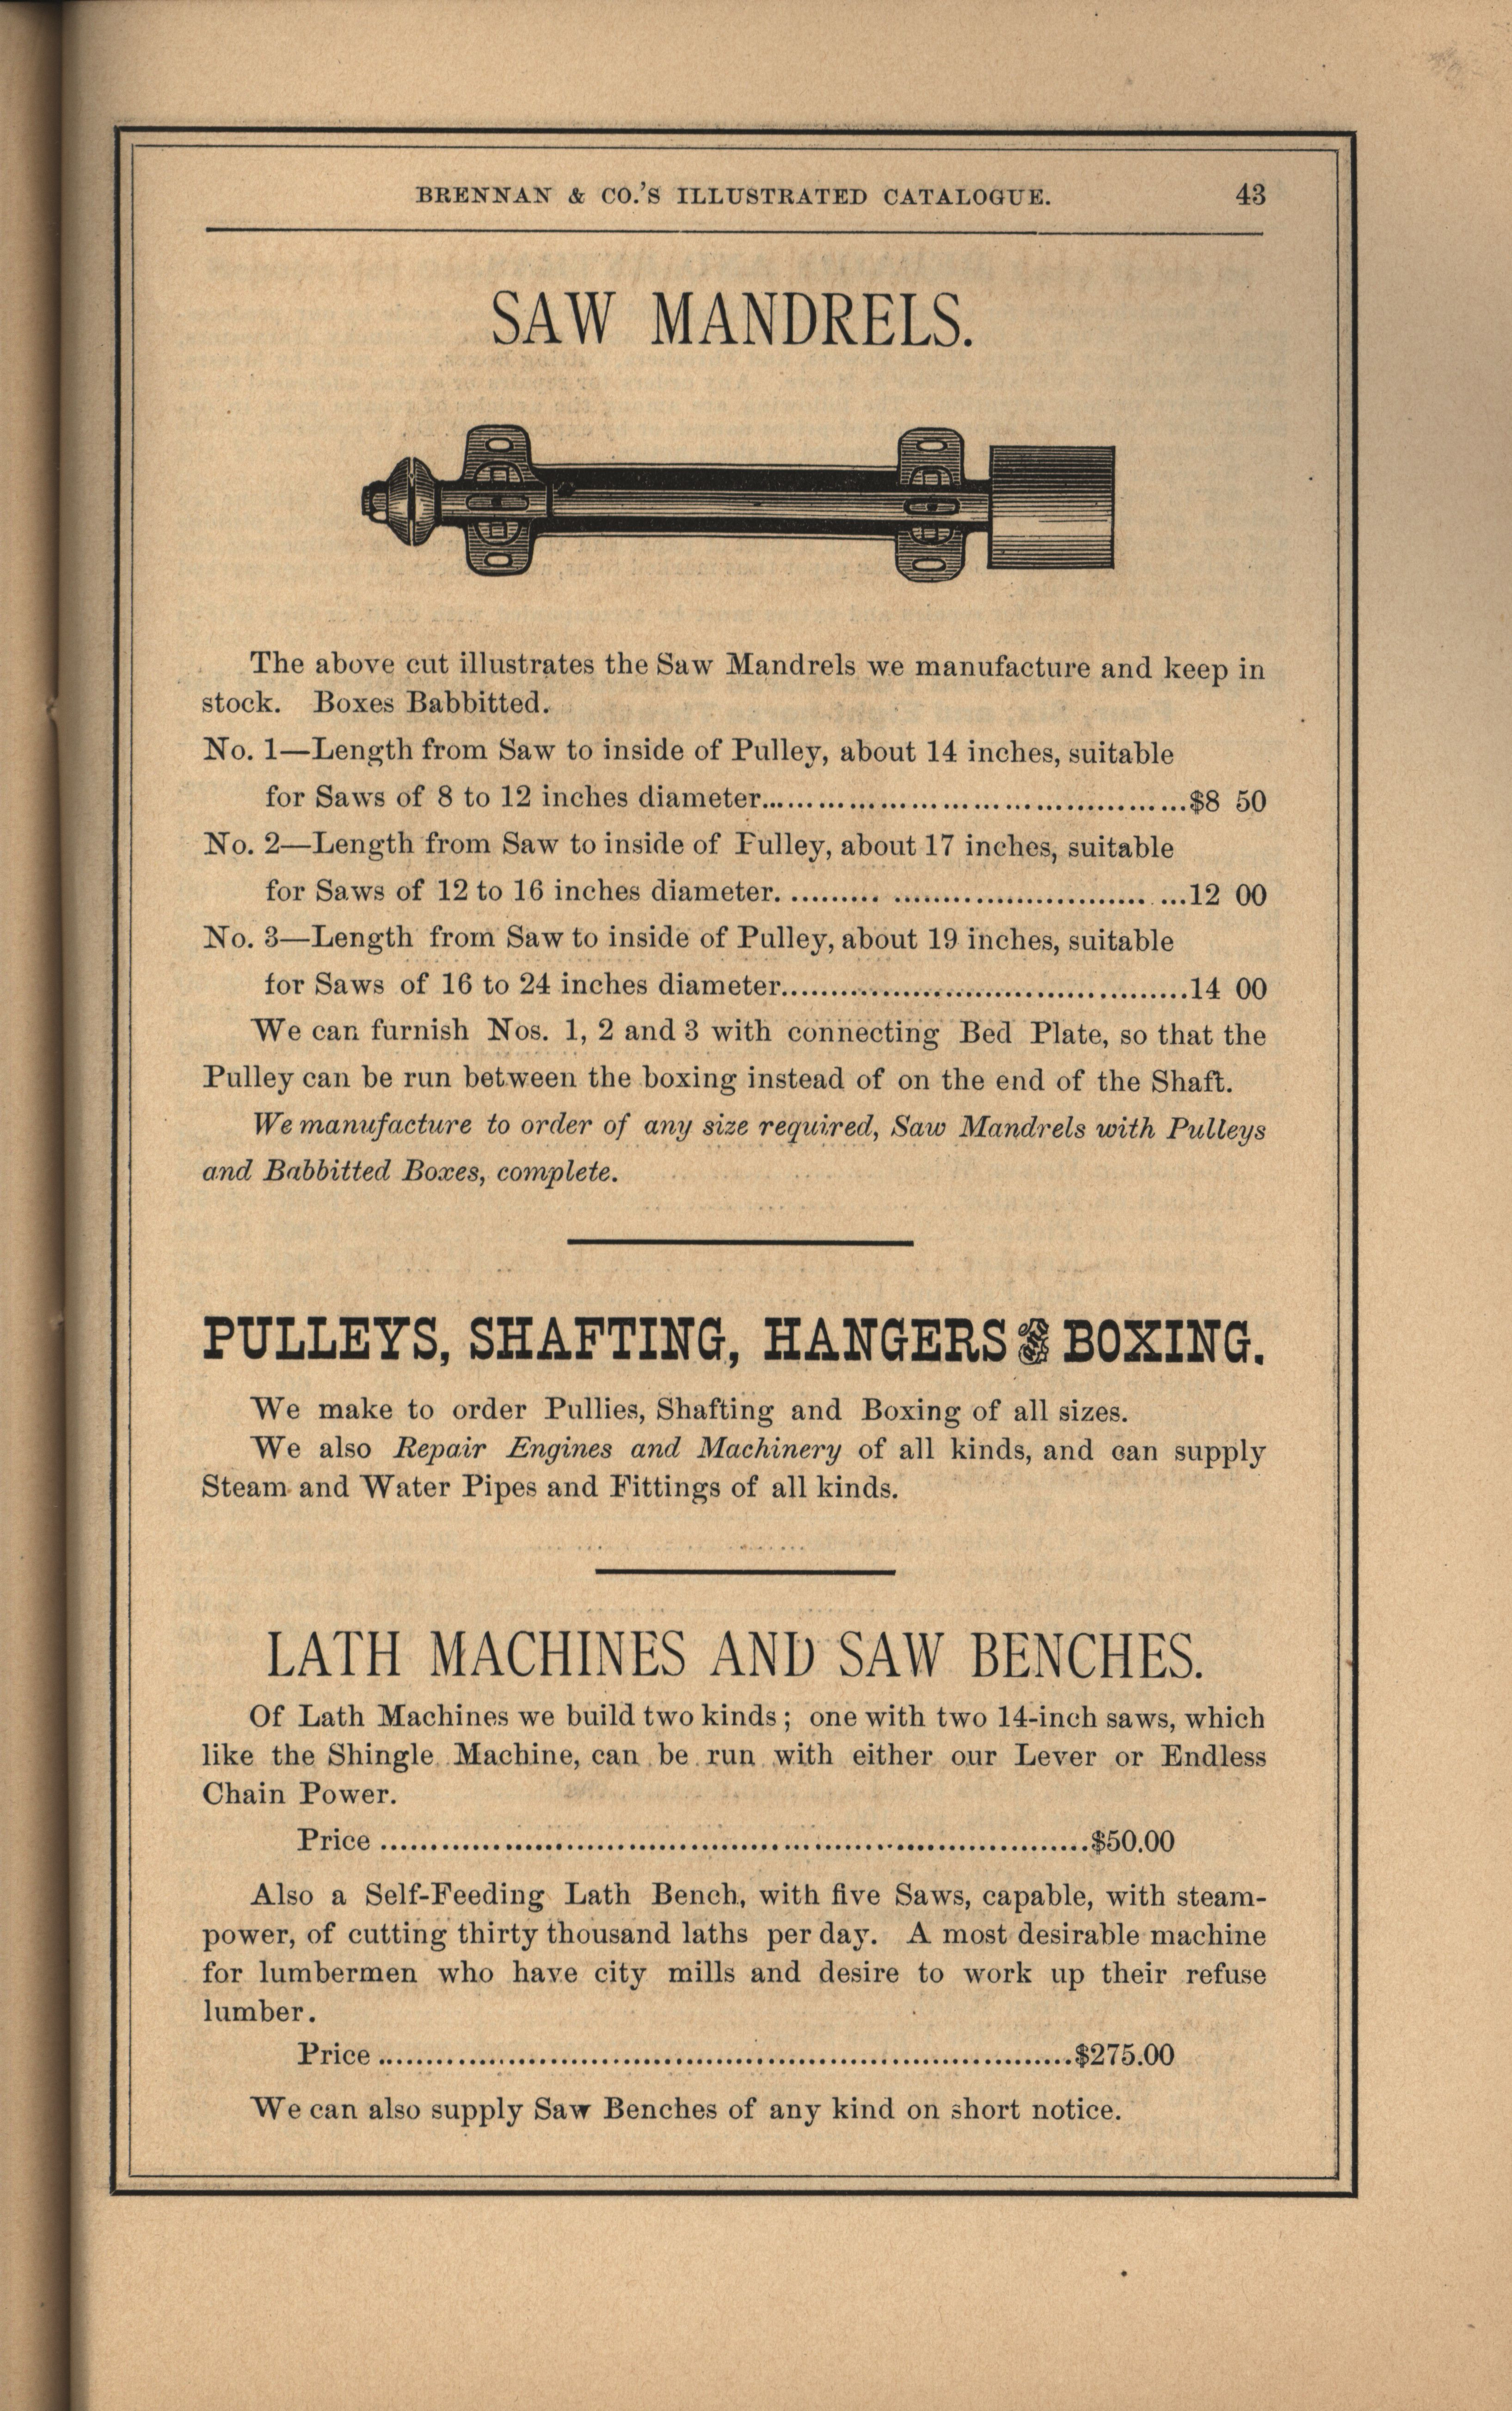 BRENNAN & CO.'S ILLUSTRATED CATALOGUE. 43
SAW MANDRELS.
The above cut illustrates the Saw Mandrels we manufacture and keep in
stock. Boxes Babbitted.
No. 1—Length from Saw to inside of Pulley, about 14 inches, suitable
for Saws of 8 to 12 inches diameter..........................................$8 50
No. 2—Length from Saw to inside of Pulley, about 17 inches, suitable
for Saws of 12 to 16 inches diameter. ......... ............................ ...12 00
No. 3—Length from Saw to inside of Pulley, about 19 inches, suitable
for Saws of 16 to 24 inches diameter..........................................14 00
We can furnish Nos. 1, 2 and 3 with connecting Bed Plate, so that the
Pulley can be run between the boxing instead of on the end of the Shaft.
We manufacture to order of any size required, Saw Mandrels with Pulleys
and Babbitted Boxes, complete.
PULLEYS, SHAFTING, HANGERS & BOXING.
We make to order Pullies, Shafting and Boxing of all sizes.
We also Repair Engines and Machinery of all kinds, and can supply
Steam and Water Pipes and Fittings of all kinds.
LATH MACHINES AND SAW BENCHES.
Of Lath Machines we build two kinds; one with two 14-inch saws, which
like the Shingle Machine, can be run with either our Lever or Endless
Chain Power.
Price ........................................................................$50.00
Also a Self-Feeding Lath Bench, with five Saws, capable, with steam-
power, of cutting thirty thousand laths per day. A most desirable machine
for lumbermen who have city mills and desire to work up their refuse
lumber.
Price ......................................................................$275.00
We can also supply Saw Benches of any kind on short notice.